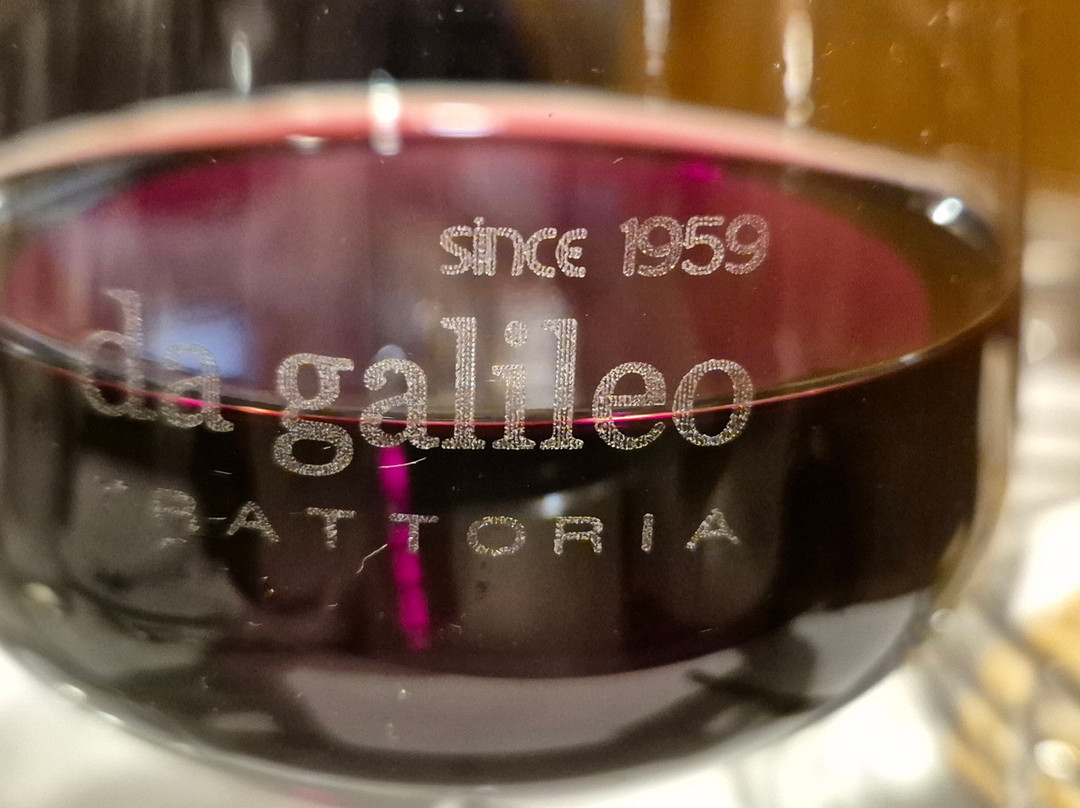 since 1959
da galileo
TRATTORIA